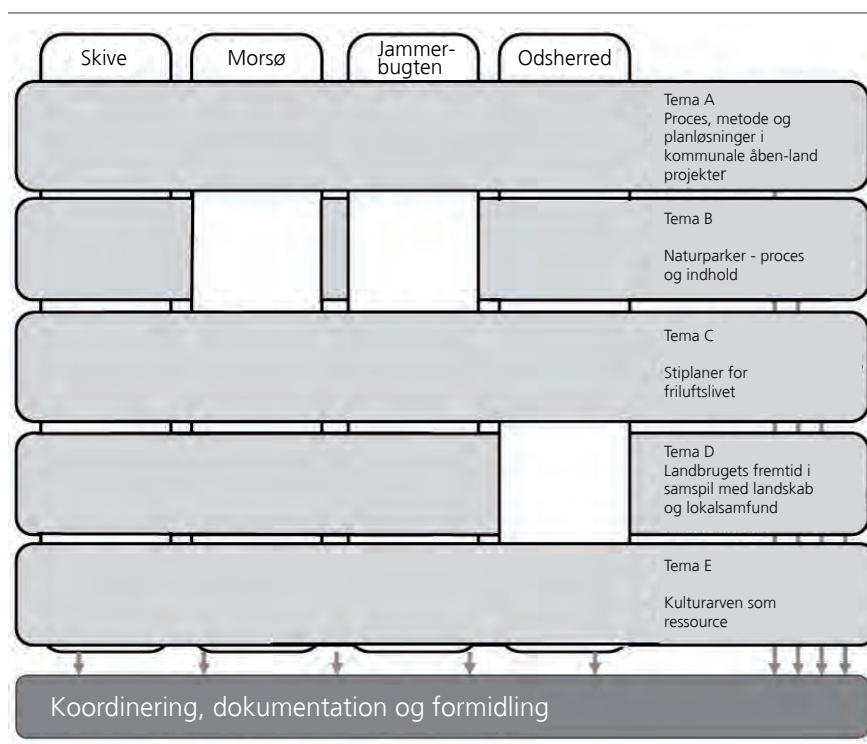 Skive
Morsø
Jammer-
bugten
Odsherred
Tema A
Proces, metode og
planløsninger i
kommunale åben-land
projekter
Tema B
Naturparker - proces
og indhold
Tema C
Stiplaner for
friluftslivet
Tema D
Landbrugets fremtid i
samspil med landskab
og lokalsamfund
Tema E
Kulturarven som
ressource
Koordinering, dokumentation og formidling